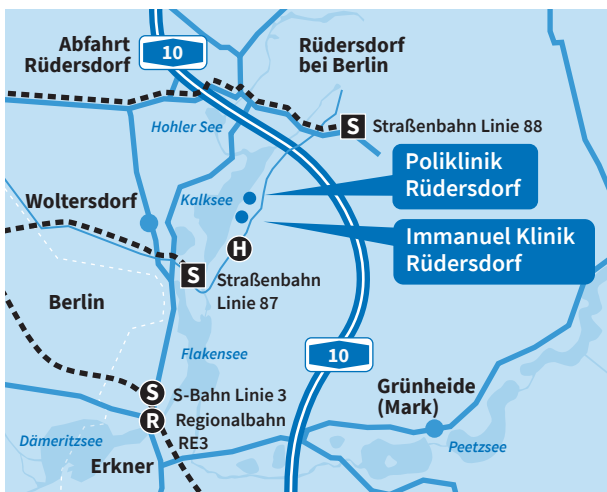 Abfahrt
Rüdersdorf
10
Rüdersdorf
bei Berlin
Hohler See
S
Straßenbahn Linie 88
Poliklinik
Rüdersdorf
Woltersdorf
Kalksee
Immanuel Klinik
Rüdersdorf
H
S
Straßenbahn
Linie 87
Berlin
Flakensee
10
Grünheide
(Mark)
S
S-Bahn Linie 3
R
Regionalbahn
RE3
Dämeritzsee
Peetzsee
Erkner